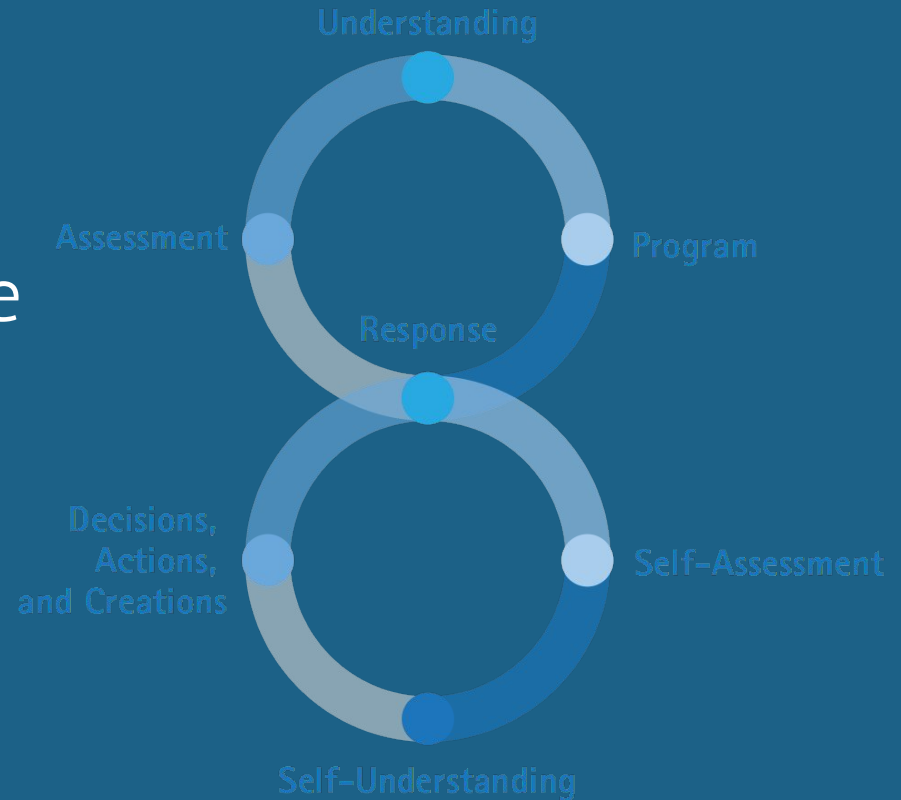 Understanding
Assessment
Program
e
Response
Decisions,
Actions,
and Creations
Self-Assessment
Self-Understanding